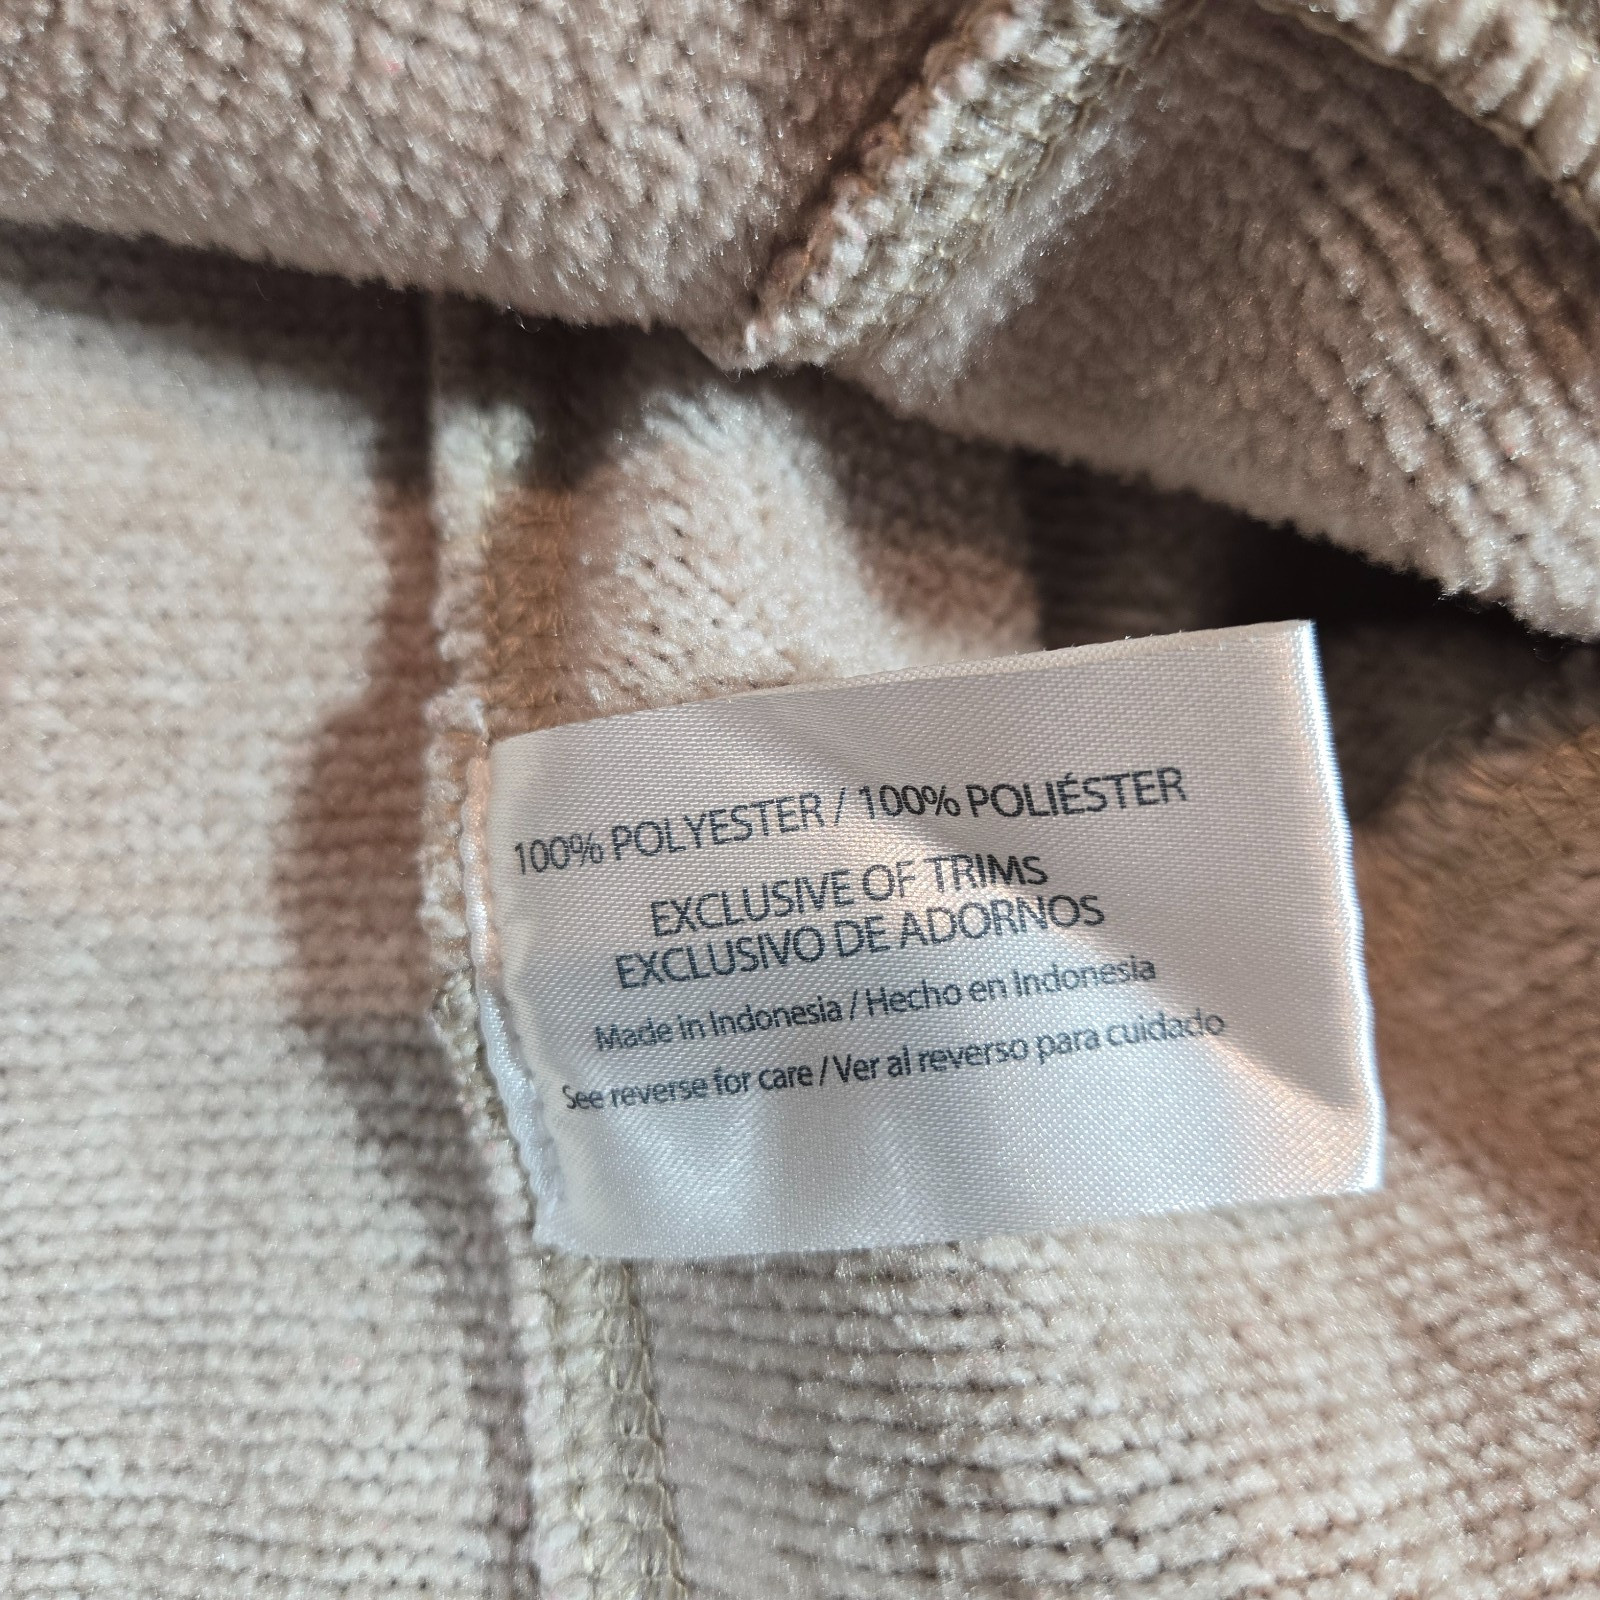 100% POLYESTER / 100% POLIÉSTER
EXCLUSIVE OF TRIMS
EXCLUSIVO DE ADORNOS
Made in Indonesia / Hecho en Indonesia
See reverse for care / Ver al reverso para cuidado